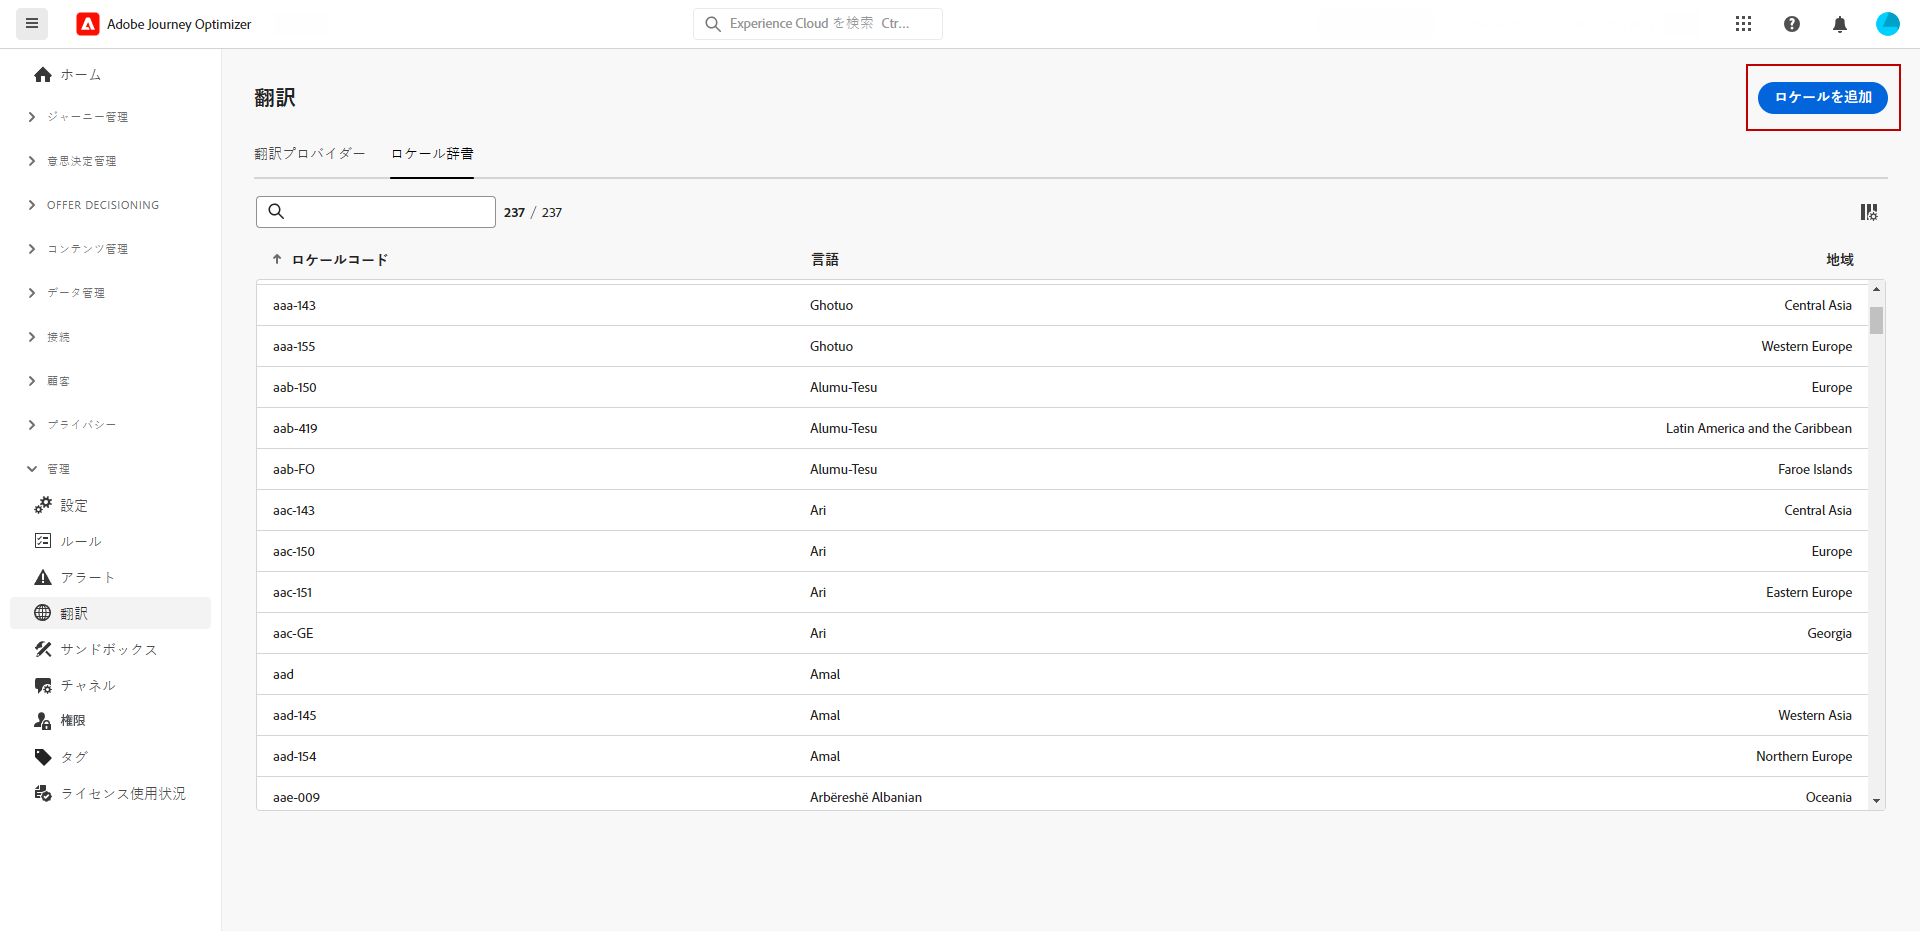 Adobe Journey Optimizer
Experience Cloud を検索 Ctr...
ホーム
ジャーニー管理
意思決定管理
OFFER DECISIONING
コンテンツ管理
データ管理
接続
顧客
プライバシー
管理
設定
ルール
アラート
翻訳
サンドボックス
チャネル
権限
タグ
ライセンス使用状況
翻訳
ロケールを追加
翻訳プロバイダー ロケール辞書
237 / 237
ロケールコード 言語 地域
aaa-143 Ghotuo Central Asia
aaa-155 Ghotuo Western Europe
aab-150 Alumu-Tesu Europe
aab-419 Alumu-Tesu Latin America and the Caribbean
aab-FO Alumu-Tesu Faroe Islands
aac-143 Ari Central Asia
aac-150 Ari Europe
aac-151 Ari Eastern Europe
aac-GE Ari Georgia
aad Amal
aad-145 Amal Western Asia
aad-154 Amal Northern Europe
aae-009 Arbëreshë Albanian Oceania